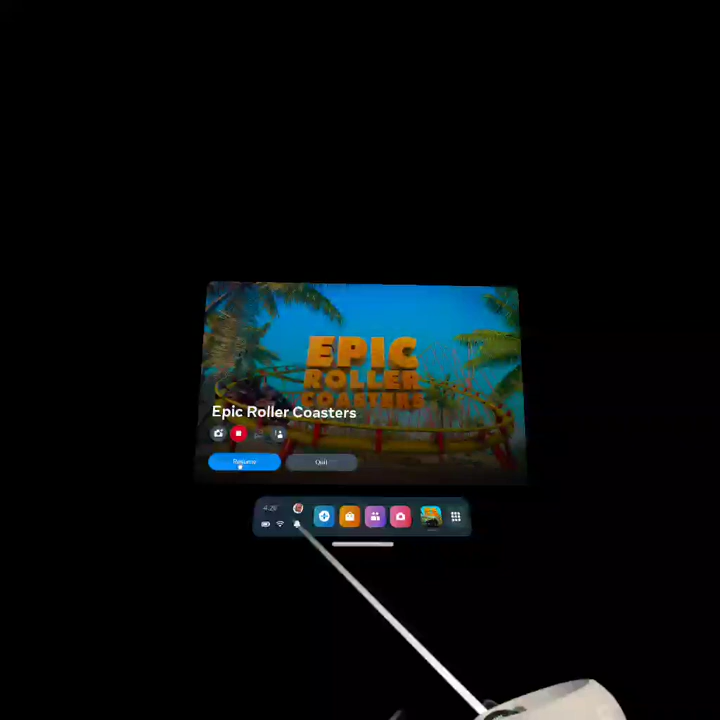 EPIC
ROLLER
COASTERS
Epic Roller Coasters
Resume
Quit